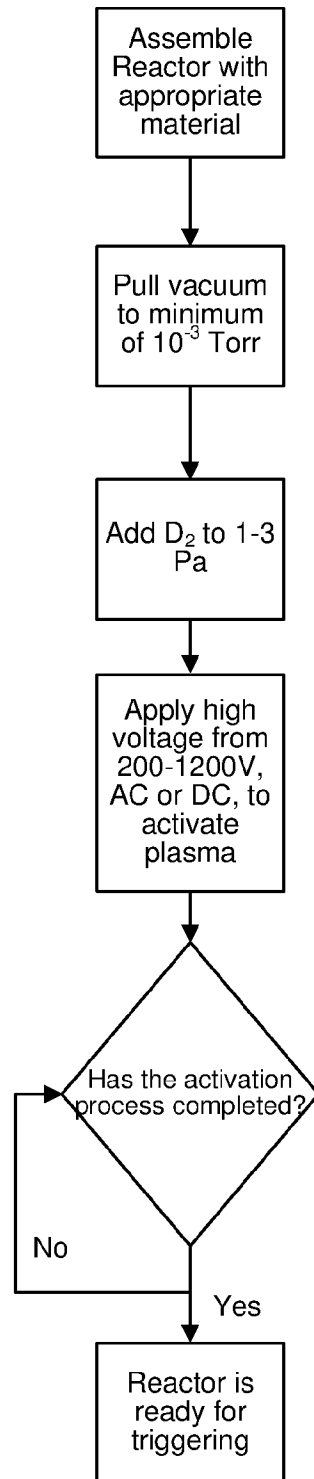 Assemble
Reactor with
appropriate
material
Pull vacuum
to minimum
of 10⁻³ Torr
Add D₂ to 1-3
Pa
Apply high
voltage from
200-1200V,
AC or DC, to
activate
plasma
Has the activation
process completed?
No
Yes
Reactor is
ready for
triggering